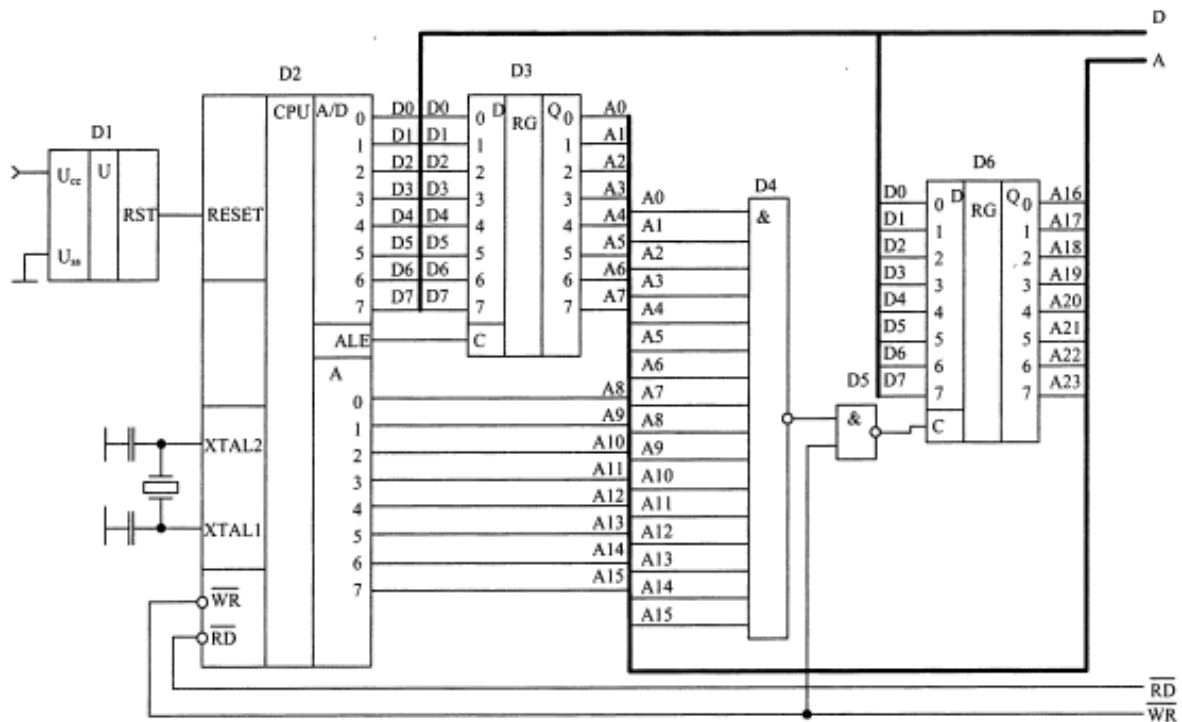 D
A
D1
U_cc U
RST
U_ss
D2
CPU
A/D
0
1
2
3
4
5
6
7
RESET
ALE
A
0
1
2
3
4
5
6
7
XTAL2
XTAL1
WR
RD
D0 D0
D1 D1
D2 D2
D3 D3
D4 D4
D5 D5
D6 D6
D7 D7
D3
D RG Q
0 0
1 1
2 2
3 3
4 4
5 5
6 6
7 7
C
A0
A1
A2
A3
A4
A5
A6
A7
A8
A9
A10
A11
A12
A13
A14
A15
D4
&
A0
A1
A2
A3
A4
A5
A6
A7
A8
A9
A10
A11
A12
A13
A14
A15
D5
&
D6
D RG Q
D0 0 0 A16
D1 1 1 A17
D2 2 2 A18
D3 3 3 A19
D4 4 4 A20
D5 5 5 A21
D6 6 6 A22
D7 7 7 A23
C
RD
WR